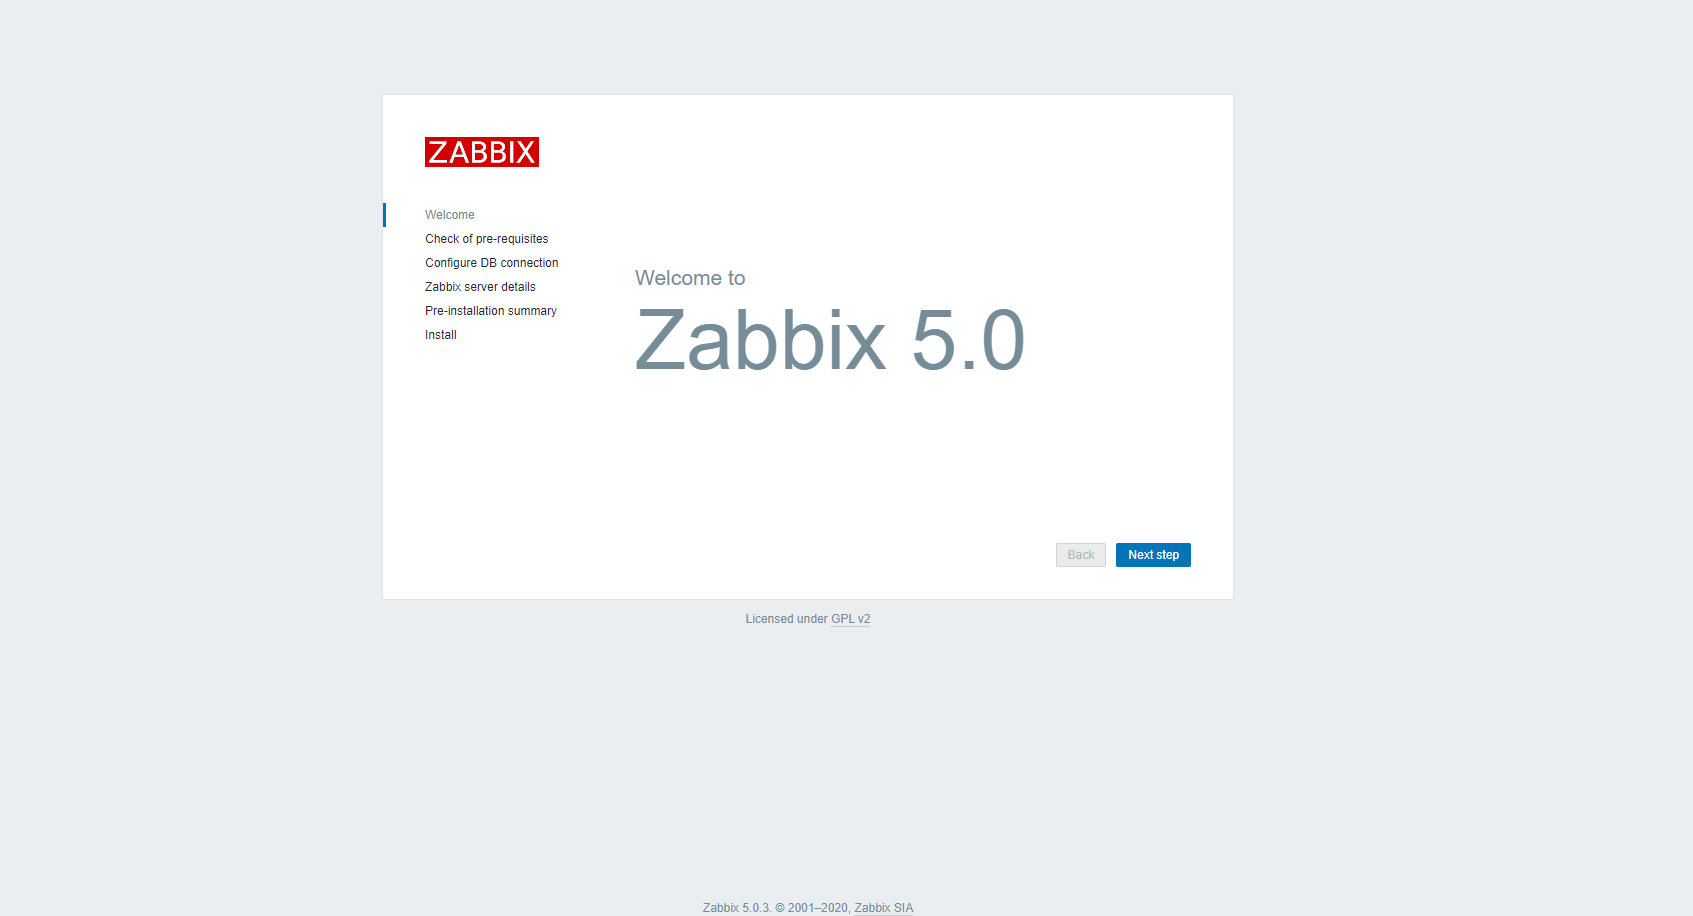 ZABBIX
Welcome
Check of pre-requisites
Configure DB connection
Zabbix server details
Pre-installation summary
Install
Welcome to
Zabbix 5.0
Back
Next step
Licensed under GPL v2
Zabbix 5.0.3. © 2001–2020, Zabbix SIA